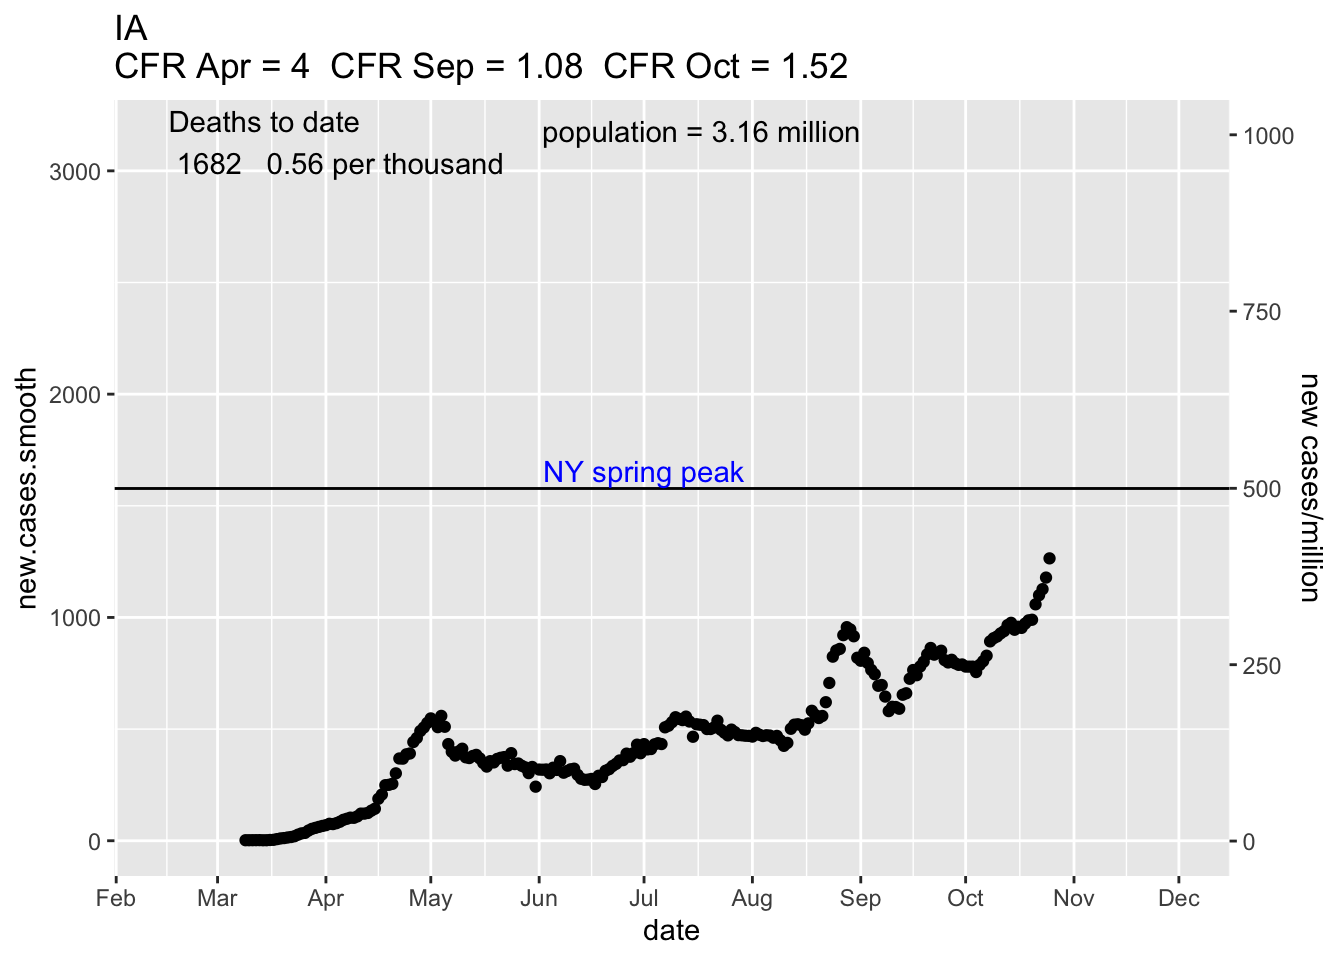 IA
CFR Apr = 4  CFR Sep = 1.08  CFR Oct = 1.52
Deaths to date
1682   0.56 per thousand
population = 3.16 million
NY spring peak
new.cases.smooth
3000
2000
1000
0
1000
750
500
250
0
new cases/million
Feb Mar Apr May Jun Jul Aug Sep Oct Nov Dec
date